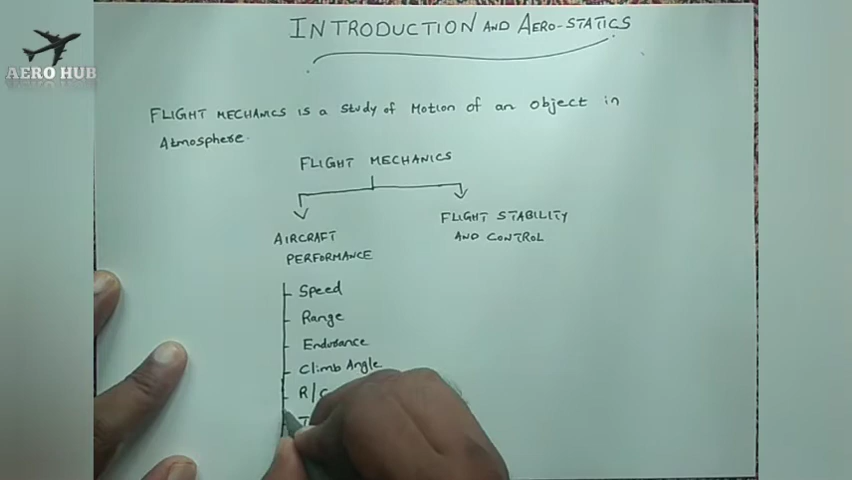 INTRODUCTION AND AERO-STATICS
AERO HUB
FLIGHT MECHANICS IS a Study of Motion of an object in
Atmosphere.
FLIGHT MECHANICS
AIRCRAFT
PERFORMANCE
FLIGHT STABILITY
AND CONTROL
Speed
Range
Endurance
Climb Angle
R/C